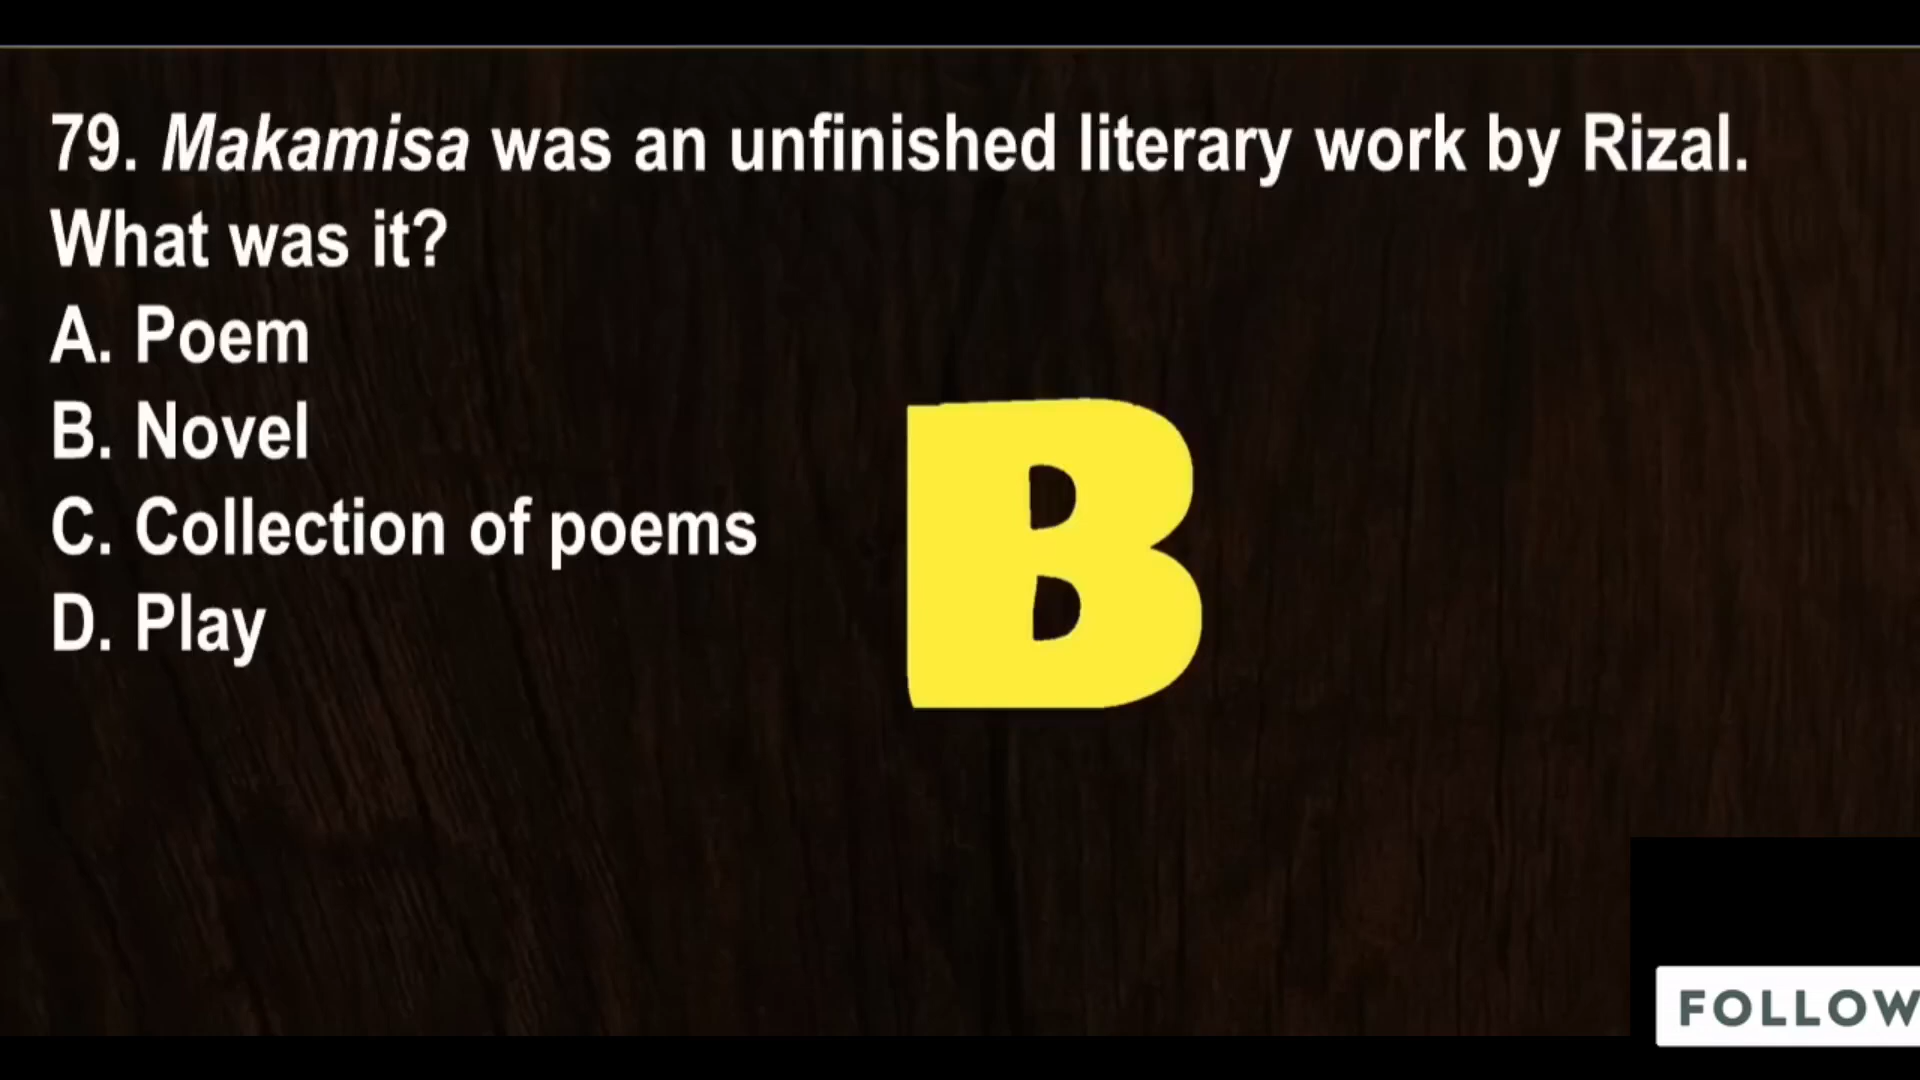 79. Makamisa was an unfinished literary work by Rizal.
What was it?
A. Poem
B. Novel
C. Collection of poems
D. Play
B
FOLLOW